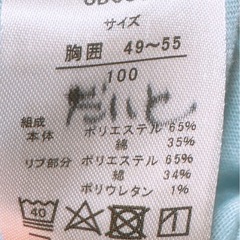 サイズ
胸囲 49～55
100
だいと
組成
本体 ポリエステル 65%
綿 35%
リブ部分 ポリエステル 65%
綿 34%
ポリウレタン 1%
40